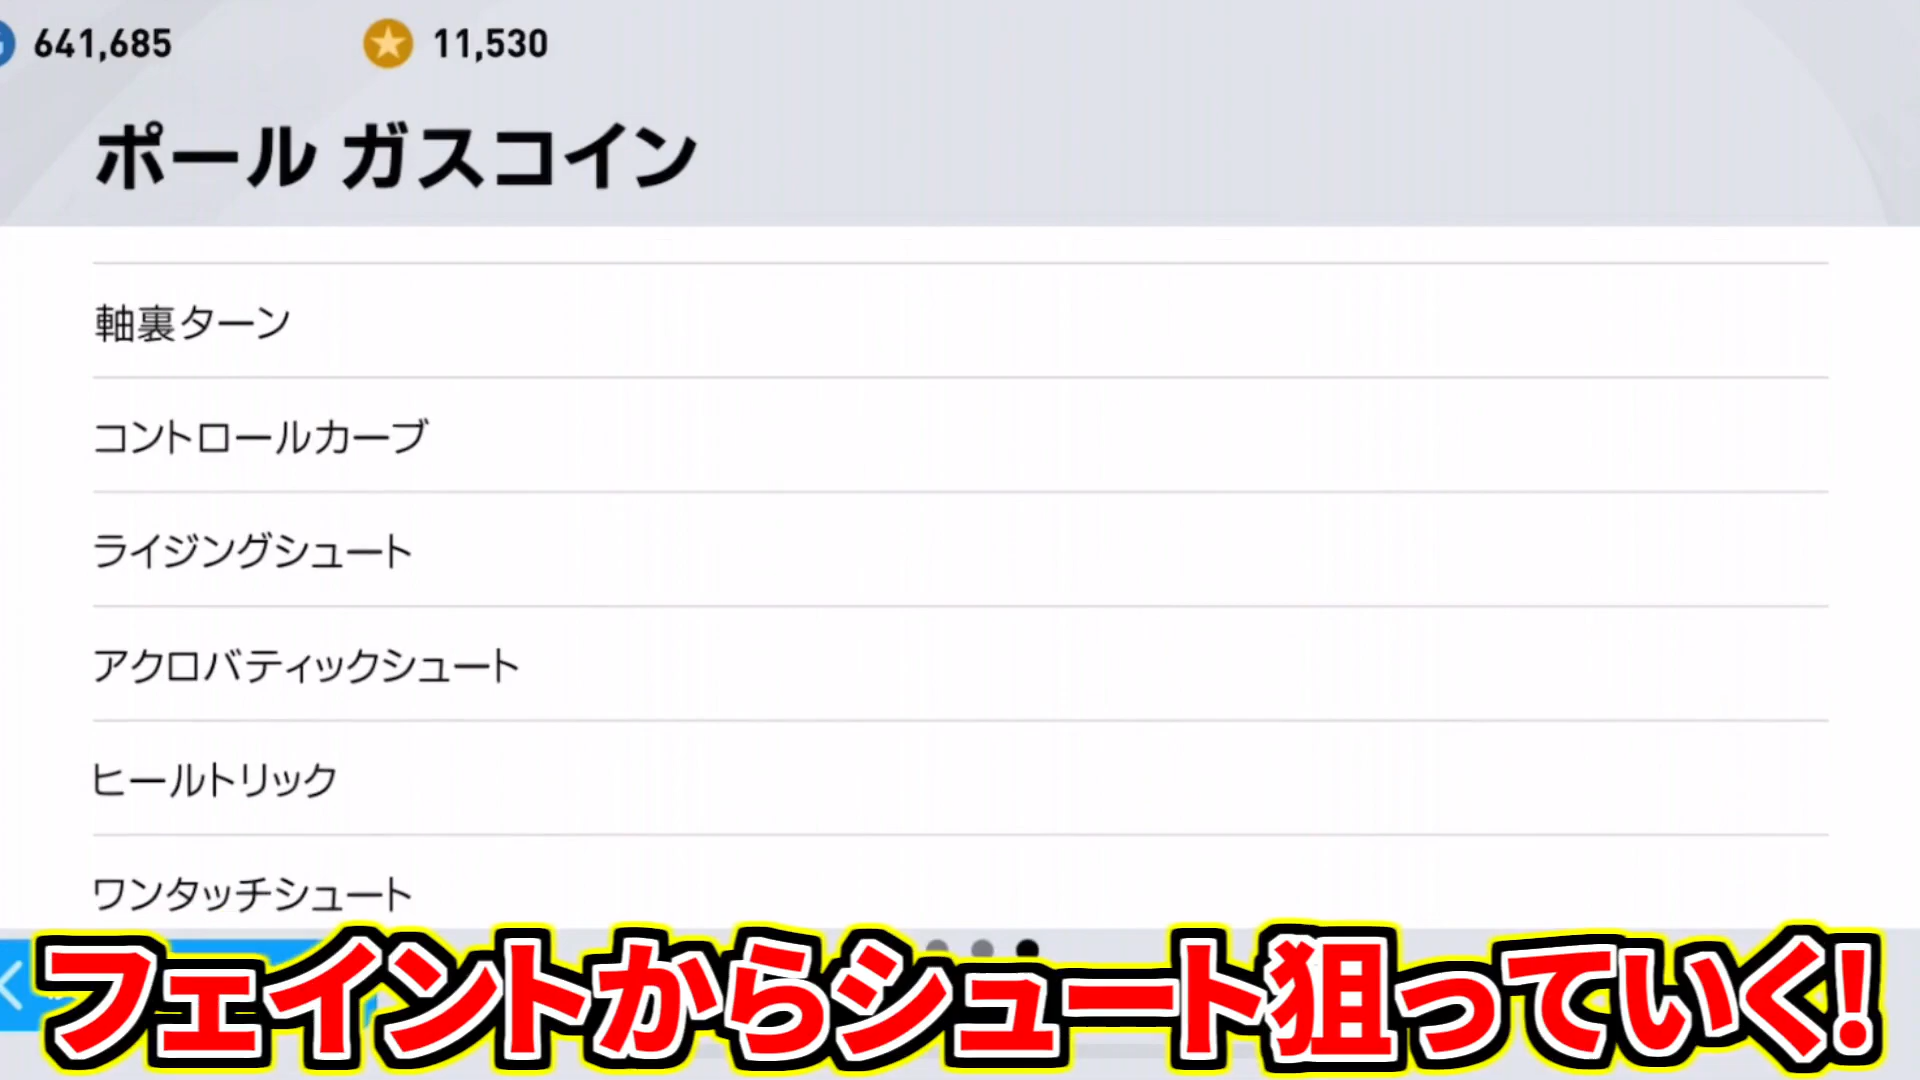 641,685 11,530
ポール ガスコイン
軸裏ターン
コントロールカーブ
ライジングシュート
アクロバティックシュート
ヒールトリック
ワンタッチシュート
フェイントからシュート狙っていく!